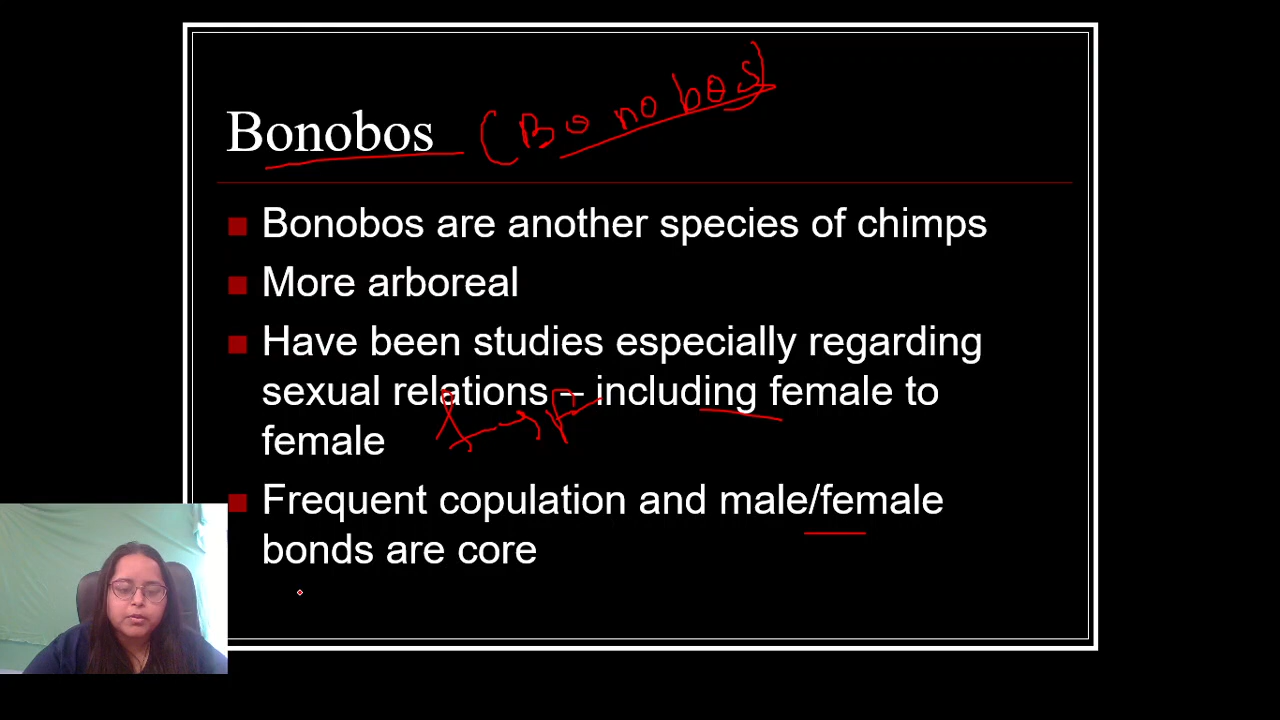 Bonobos (Bonobos)
Bonobos are another species of chimps
More arboreal
Have been studies especially regarding
sexual relations – including female to
female
Frequent copulation and male/female
bonds are core